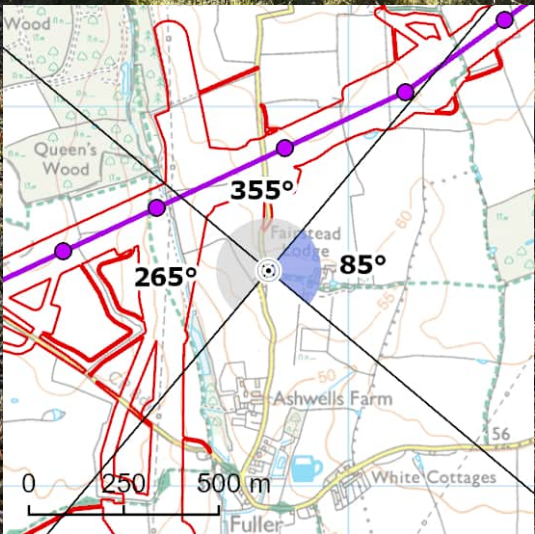 Wood
Queen's
Wood
355°
Fairstead
Lodge
60
265°
85°
55
50
Ashwells Farm
56
0 250 500 m
White Cottages
Fuller